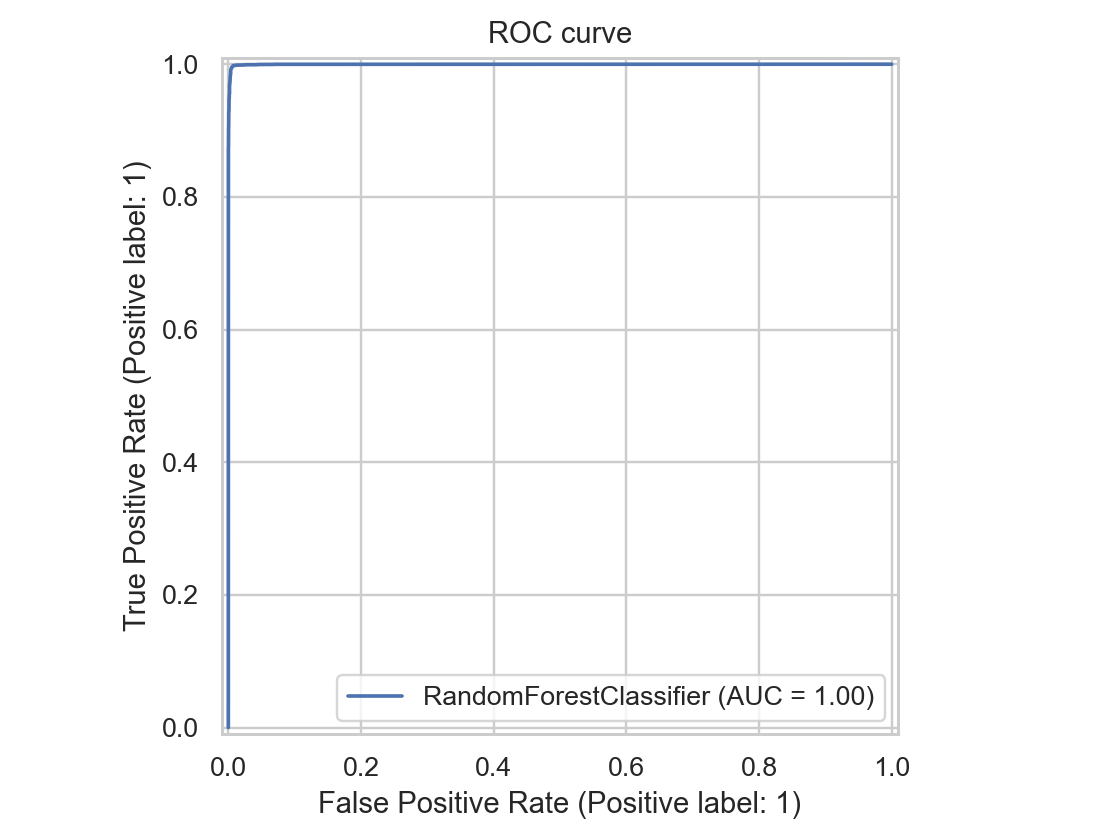 ROC curve
1.0
0.8
0.6
0.4
0.2
0.0
True Positive Rate (Positive label: 1)
RandomForestClassifier (AUC = 1.00)
0.0 0.2 0.4 0.6 0.8 1.0
False Positive Rate (Positive label: 1)